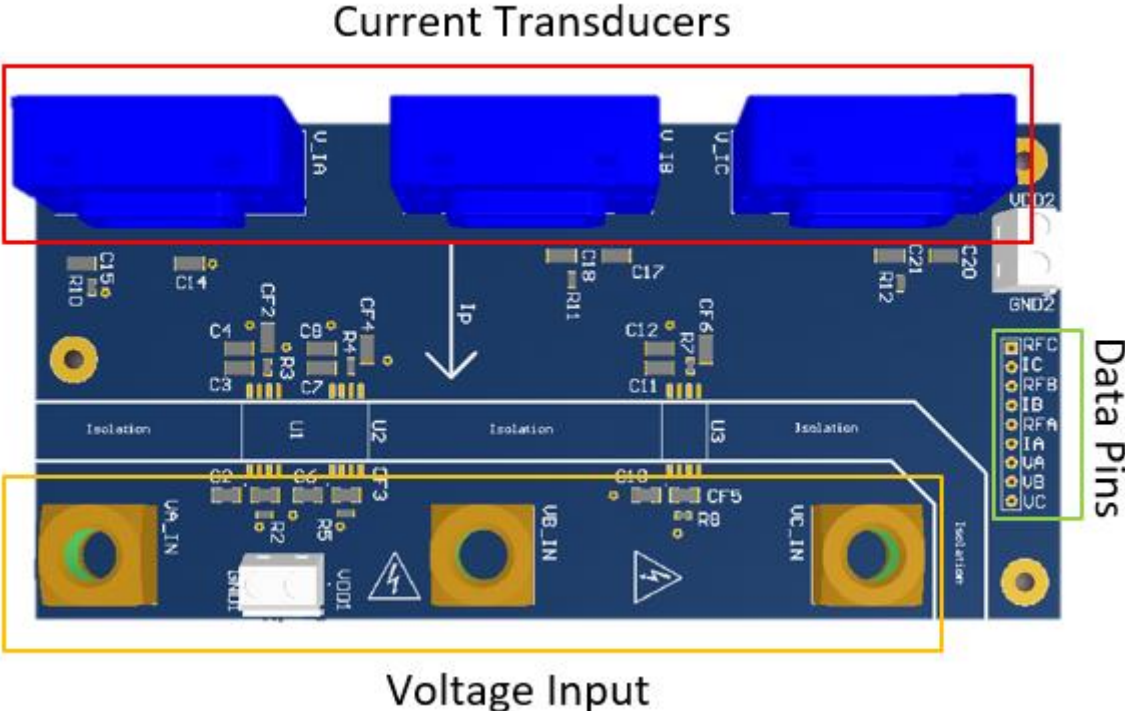 Current Transducers
V_IA
V_IB
V_IC
VDD2
GND2
C15
R10
C14
C18
C17
R11
C21
C20
R12
Ip
CF2
CF4
CF6
C4
C8
C12
R3
R4
R7
C3
C7
C11
RFC
IC
RFB
IB
RFA
IA
VA
VB
VC
Data Pins
Isolation
U1
U2
Isolation
U3
Isolation
Isolation
C2
CF3
C10
CF5
R2
R5
R8
VA_IN
VB_IN
VC_IN
GND1
VDD1
Voltage Input